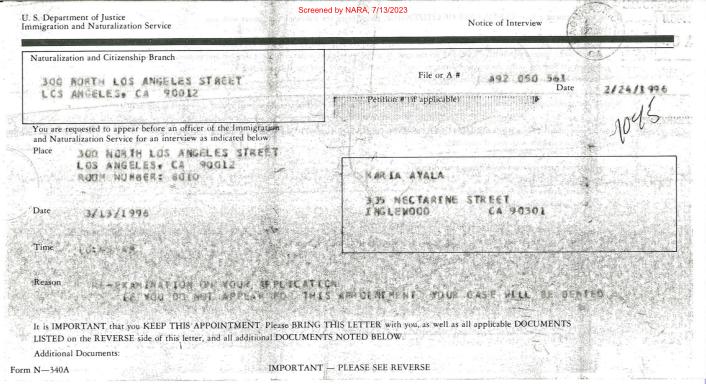 Screened by NARA, 7/13/2023
U. S. Department of Justice
Immigration and Naturalization Service
Notice of Interview
Naturalization and Citizenship Branch
300 NORTH LOS ANGELES STREET
LOS ANGELES, CA 90012
File or A #
A92 050 561
Date
2/24/1996
Petition # (if applicable)
You are requested to appear before an officer of the Immigration
and Naturalization Service for an interview as indicated below.
Place
300 NORTH LOS ANGELES STREET
LOS ANGELES, CA 90012
ROOM NUMBER: 8010
MARIA AYALA
NECTARINE STREET
INGLEWOOD CA 90301
Date
3/13/1996
Time
Reason
RE-EXAMINATION ON YOUR APPLICATION
IF YOU DO NOT APPEAR FOR THIS APPOINTMENT YOUR CASE WILL BE DENIED
It is IMPORTANT that you KEEP THIS APPOINTMENT. Please BRING THIS LETTER with you, as well as all applicable DOCUMENTS
LISTED on the REVERSE side of this letter, and all additional DOCUMENTS NOTED BELOW.
Additional Documents:
Form N—340A
IMPORTANT — PLEASE SEE REVERSE